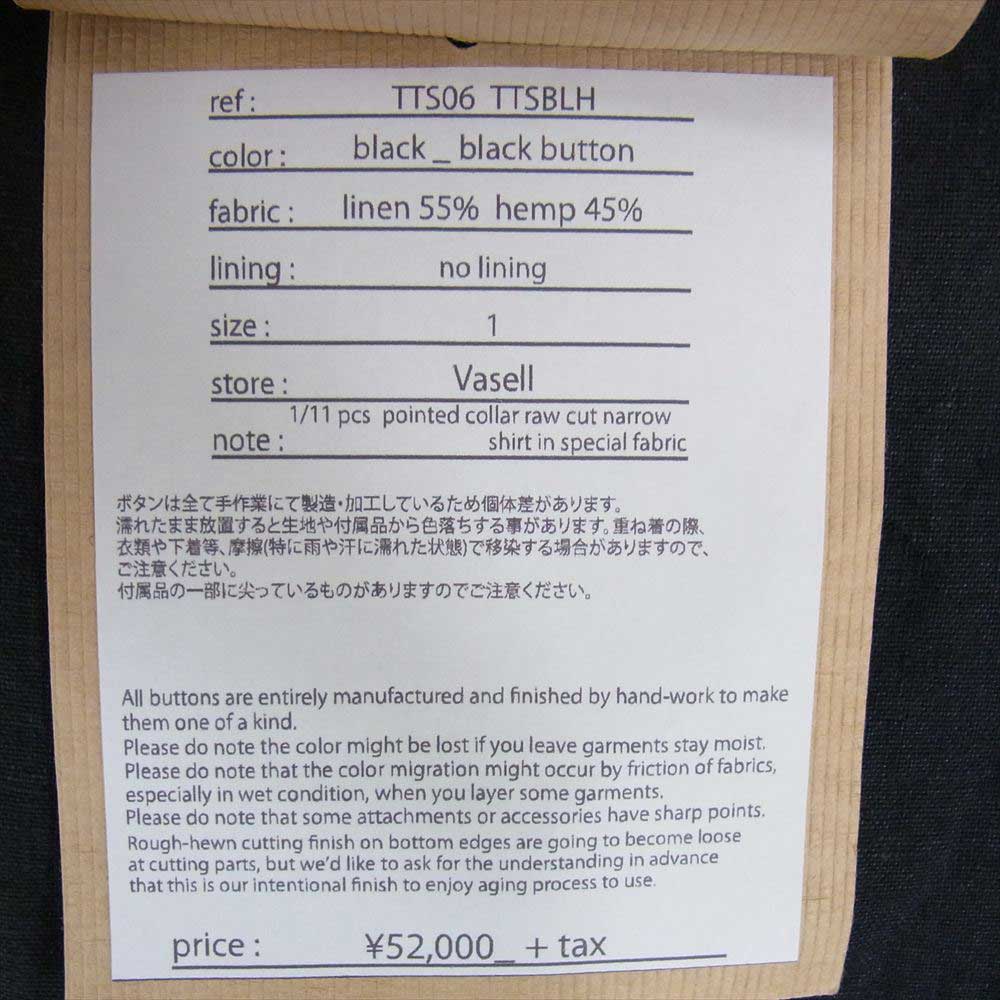 ref : TTS06 TTSBLH
color : black _ black button
fabric : linen 55% hemp 45%
lining : no lining
size : 1
store : Vasell
1/11 pcs pointed collar raw cut narrow
note : shirt in special fabric
ボタンは全て手作業にて製造・加工しているため個体差があります。
濡れたまま放置すると生地や付属品から色落ちする事があります。重ね着の際、
衣類や下着等、摩擦(特に雨や汗に濡れた状態)で移染する場合がありますので、
ご注意ください。
付属品の一部に尖っているものがありますのでご注意ください。
All buttons are entirely manufactured and finished by hand-work to make
them one of a kind.
Please do note the color might be lost if you leave garments stay moist.
Please do note that the color migration might occur by friction of fabrics,
especially in wet condition, when you layer some garments.
Please do note that some attachments or accessories have sharp points.
Rough-hewn cutting finish on bottom edges are going to become loose
at cutting parts, but we'd like to ask for the understanding in advance
that this is our intentional finish to enjoy aging process to use.
price : ¥52,000_ + tax